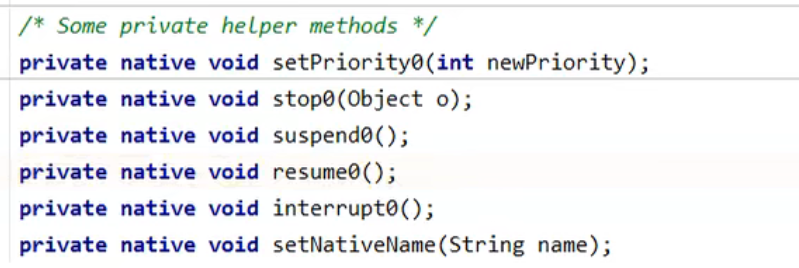 /* Some private helper methods */
private native void setPriority0(int newPriority);
private native void stop0(Object o);
private native void suspend0();
private native void resume0();
private native void interrupt0();
private native void setNativeName(String name);